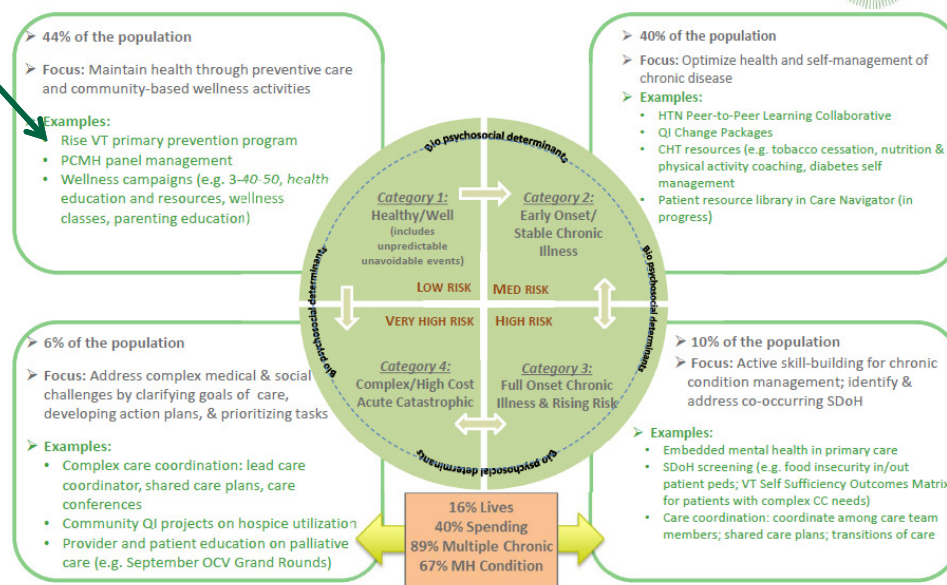 ➢ 44% of the population
➢ Focus: Maintain health through preventive care
and community-based wellness activities
➢ Examples:
Rise VT primary prevention program
• PCMH panel management
• Wellness campaigns (e.g. 3-40-50, health
education and resources, wellness
classes, parenting education)
➢ 40% of the population
➢ Focus: Optimize health and self-management of
chronic disease
➢ Examples:
• HTN Peer-to-Peer Learning Collaborative
• QI Change Packages
• CHT resources (e.g. tobacco cessation, nutrition &
physical activity coaching, diabetes self
management
• Patient resource library in Care Navigator (in
progress)
Bio psychosocial determinants
Bio psychosocial determinants
Bio psychosocial determinants
Bio psychosocial determinants
Bio psychosocial determinants
Category 1:
Healthy/Well
(includes
unpredictable
unavoidable events)
LOW RISK
Category 2:
Early Onset/
Stable Chronic
Illness
MED RISK
VERY HIGH RISK
Category 4:
Complex/High Cost
Acute Catastrophic
HIGH RISK
Category 3:
Full Onset Chronic
Illness & Rising Risk
➢ 6% of the population
➢ Focus: Address complex medical & social
challenges by clarifying goals of care,
developing action plans, & prioritizing tasks
➢ Examples:
• Complex care coordination: lead care
coordinator, shared care plans, care
conferences
• Community QI projects on hospice utilization
• Provider and patient education on palliative
care (e.g. September OCV Grand Rounds)
➢ 10% of the population
➢ Focus: Active skill-building for chronic
condition management; identify &
address co-occurring SDoH
➢ Examples:
• Embedded mental health in primary care
• SDoH screening (e.g. food insecurity in/out
patient peds; VT Self Sufficiency Outcomes Matrix
for patients with complex CC needs)
• Care coordination: coordinate among care team
members; shared care plans; transitions of care
16% Lives
40% Spending
89% Multiple Chronic
67% MH Condition